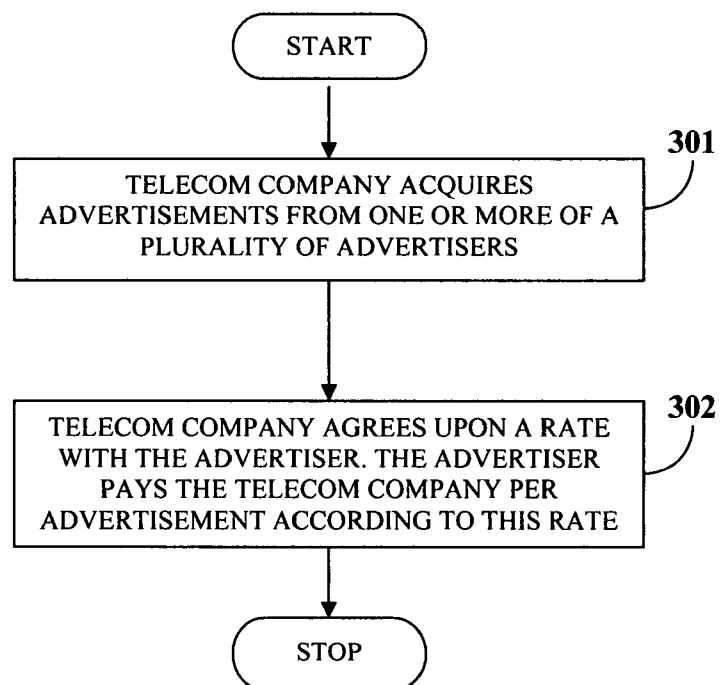 START
301
TELECOM COMPANY ACQUIRES
ADVERTISEMENTS FROM ONE OR MORE OF A
PLURALITY OF ADVERTISERS
302
TELECOM COMPANY AGREES UPON A RATE
WITH THE ADVERTISER. THE ADVERTISER
PAYS THE TELECOM COMPANY PER
ADVERTISEMENT ACCORDING TO THIS RATE
STOP